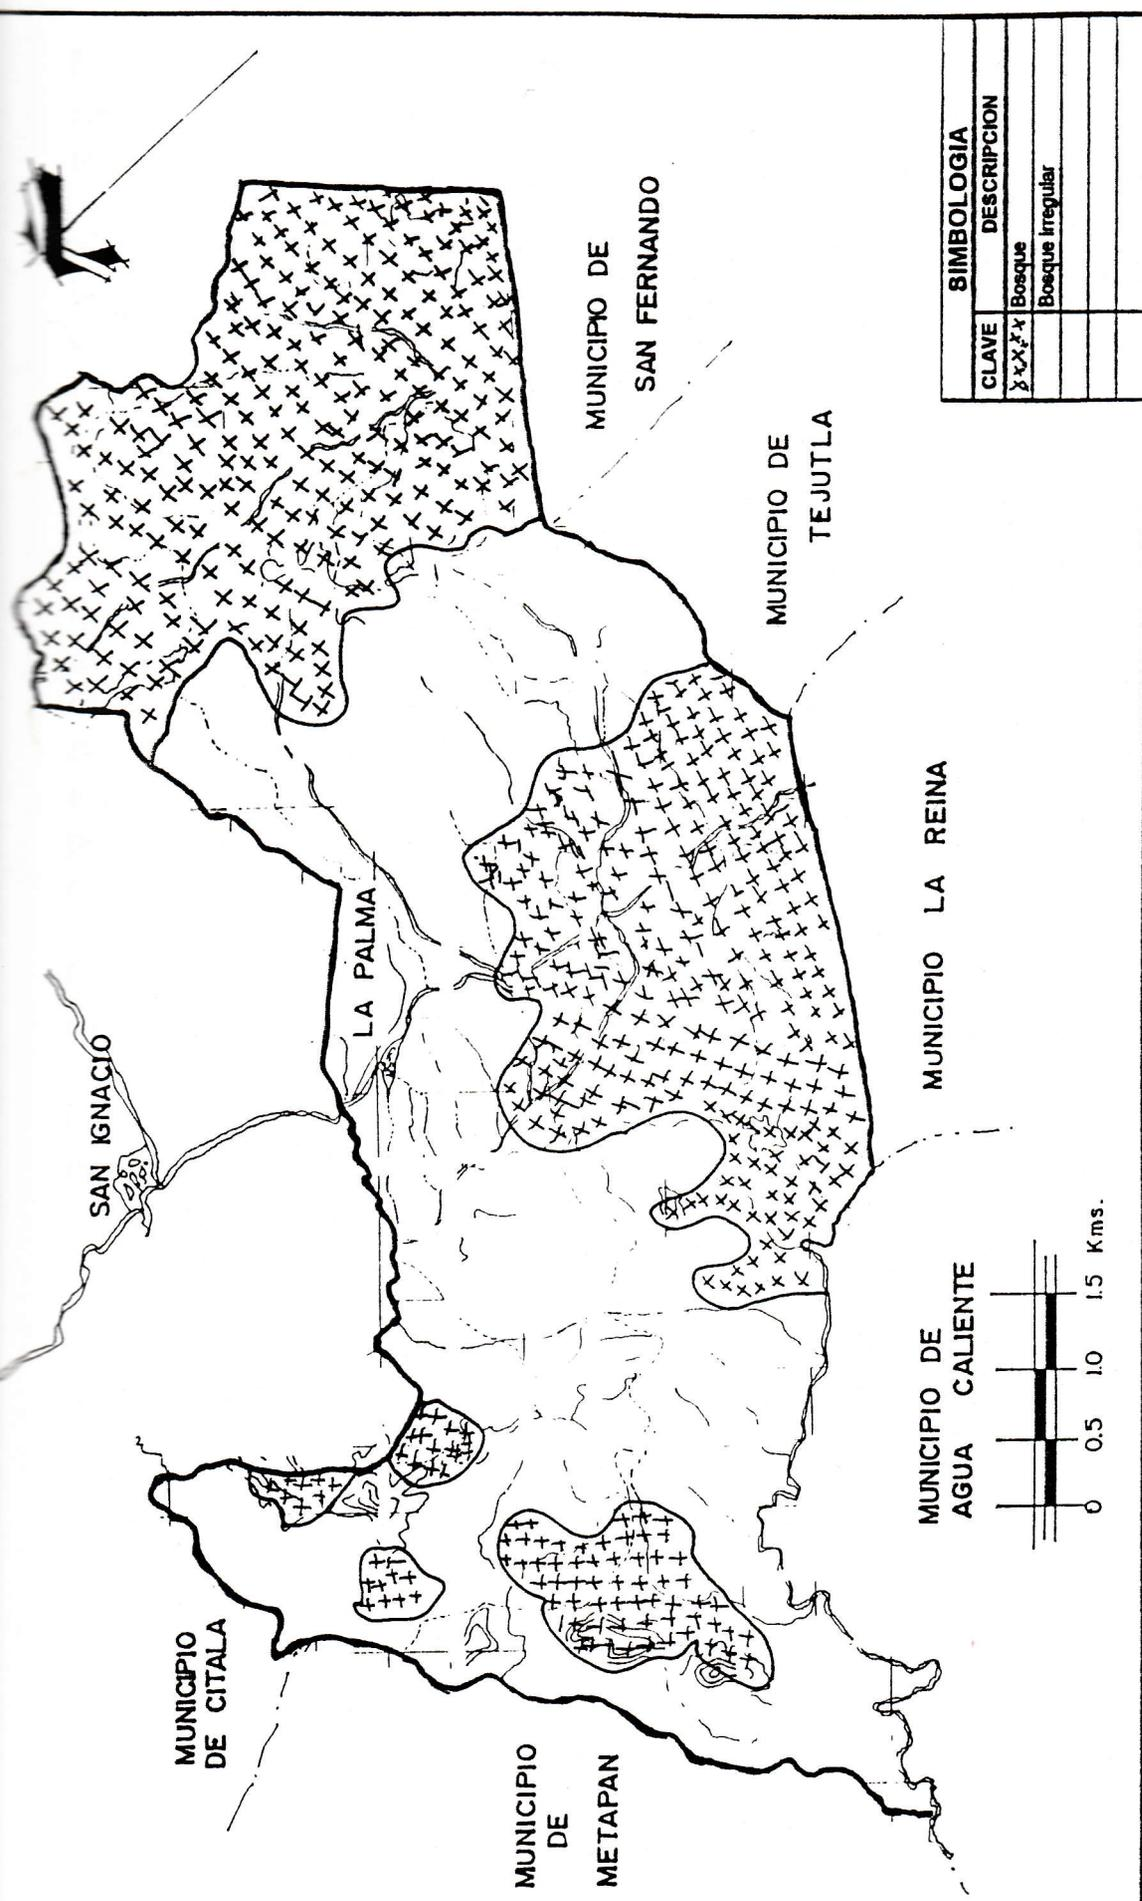 MUNICIPIO
DE CITALA
SAN IGNACIO
LA PALMA
MUNICIPIO
DE
METAPAN
MUNICIPIO DE
SAN FERNANDO
MUNICIPIO DE
TEJUTLA
MUNICIPIO LA REINA
MUNICIPIO DE
AGUA CALIENTE
0 0.5 1.0 1.5 Kms.
SIMBOLOGIA
CLAVE DESCRIPCION
Bosque
Bosque Irregular